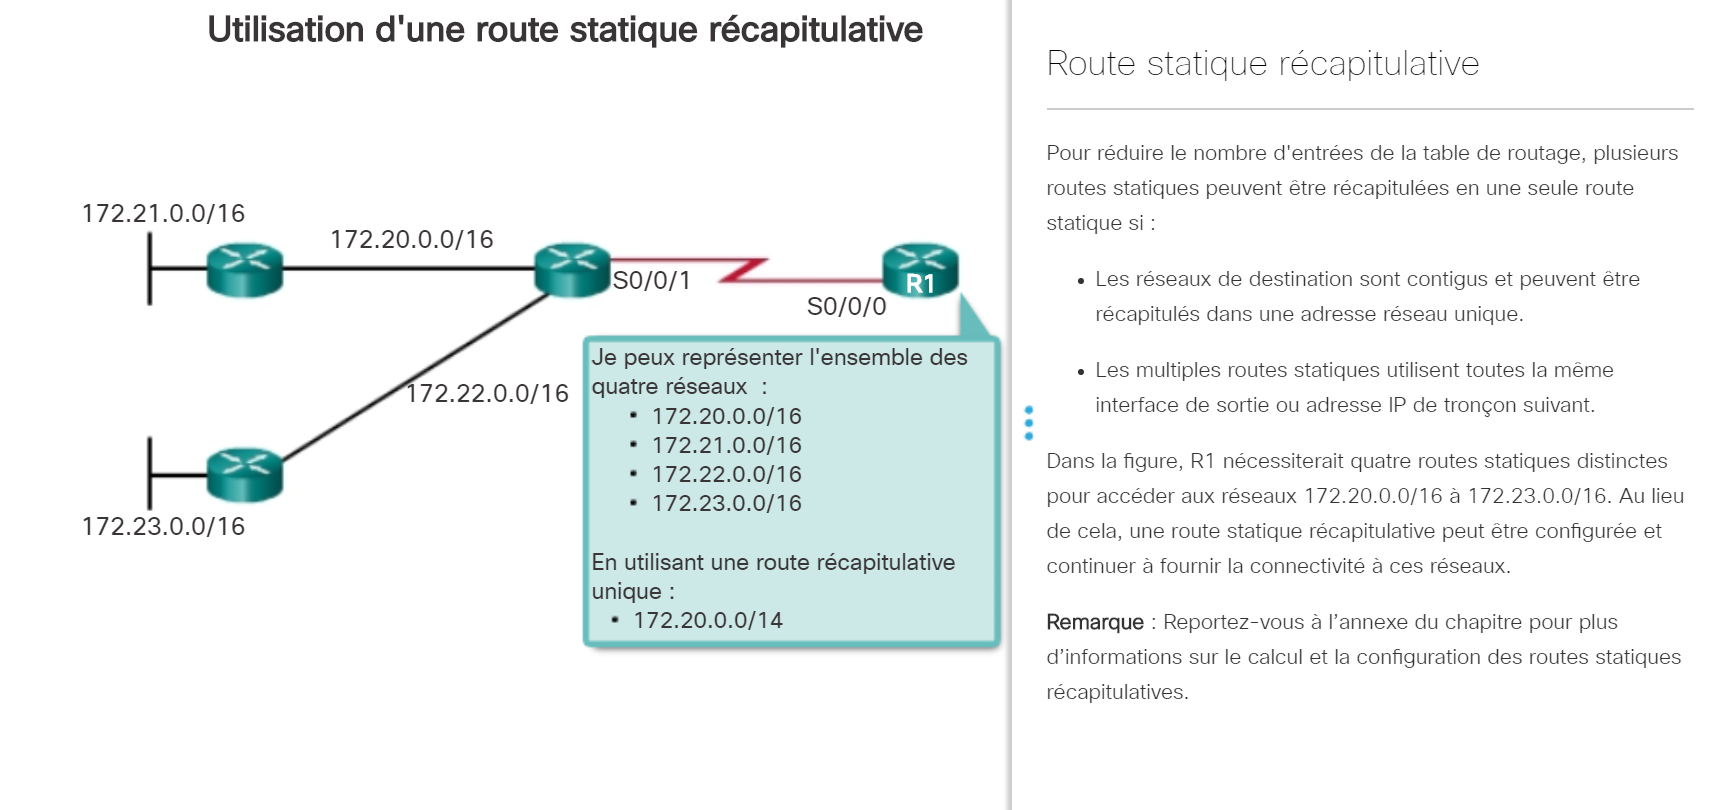 Utilisation d'une route statique récapitulative
172.21.0.0/16
172.20.0.0/16
S0/0/1
R1
S0/0/0
172.22.0.0/16
172.23.0.0/16
Je peux représenter l'ensemble des
quatre réseaux :
• 172.20.0.0/16
• 172.21.0.0/16
• 172.22.0.0/16
• 172.23.0.0/16
En utilisant une route récapitulative
unique :
• 172.20.0.0/14
Route statique récapitulative
Pour réduire le nombre d'entrées de la table de routage, plusieurs
routes statiques peuvent être récapitulées en une seule route
statique si :
• Les réseaux de destination sont contigus et peuvent être
récapitulés dans une adresse réseau unique.
• Les multiples routes statiques utilisent toutes la même
interface de sortie ou adresse IP de tronçon suivant.
Dans la figure, R1 nécessiterait quatre routes statiques distinctes
pour accéder aux réseaux 172.20.0.0/16 à 172.23.0.0/16. Au lieu
de cela, une route statique récapitulative peut être configurée et
continuer à fournir la connectivité à ces réseaux.
Remarque : Reportez-vous à l’annexe du chapitre pour plus
d’informations sur le calcul et la configuration des routes statiques
récapitulatives.